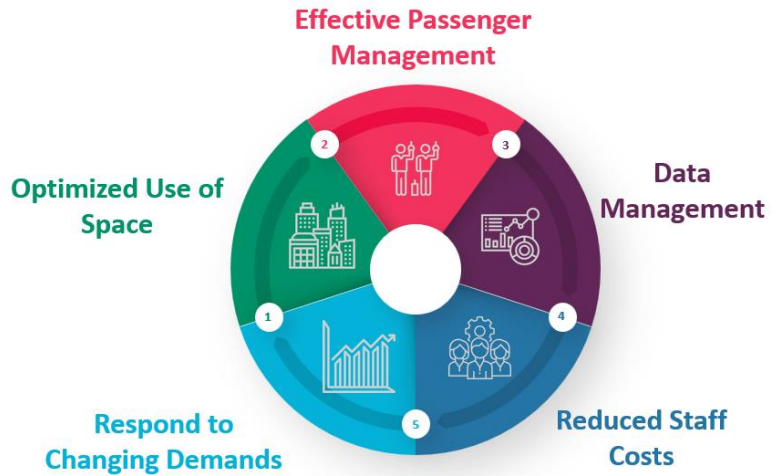 Effective Passenger
Management
2
3
Optimized Use of
Space
Data
Management
1
4
5
Respond to
Changing Demands
Reduced Staff
Costs